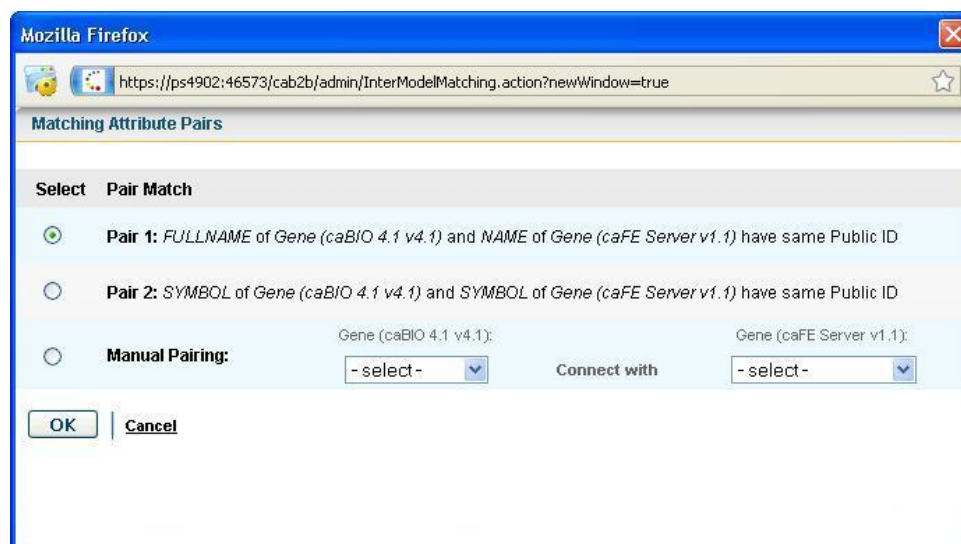 Mozilla Firefox
https://ps4902:46573/cab2b/admin/InterModelMatching.action?newWindow=true
Matching Attribute Pairs
Select Pair Match
Pair 1: FULLNAME of Gene (caBIO 4.1 v4.1) and NAME of Gene (caFE Server v1.1) have same Public ID
Pair 2: SYMBOL of Gene (caBIO 4.1 v4.1) and SYMBOL of Gene (caFE Server v1.1) have same Public ID
Gene (caBIO 4.1 v4.1): Gene (caFE Server v1.1):
Manual Pairing: - select - Connect with - select -
OK Cancel